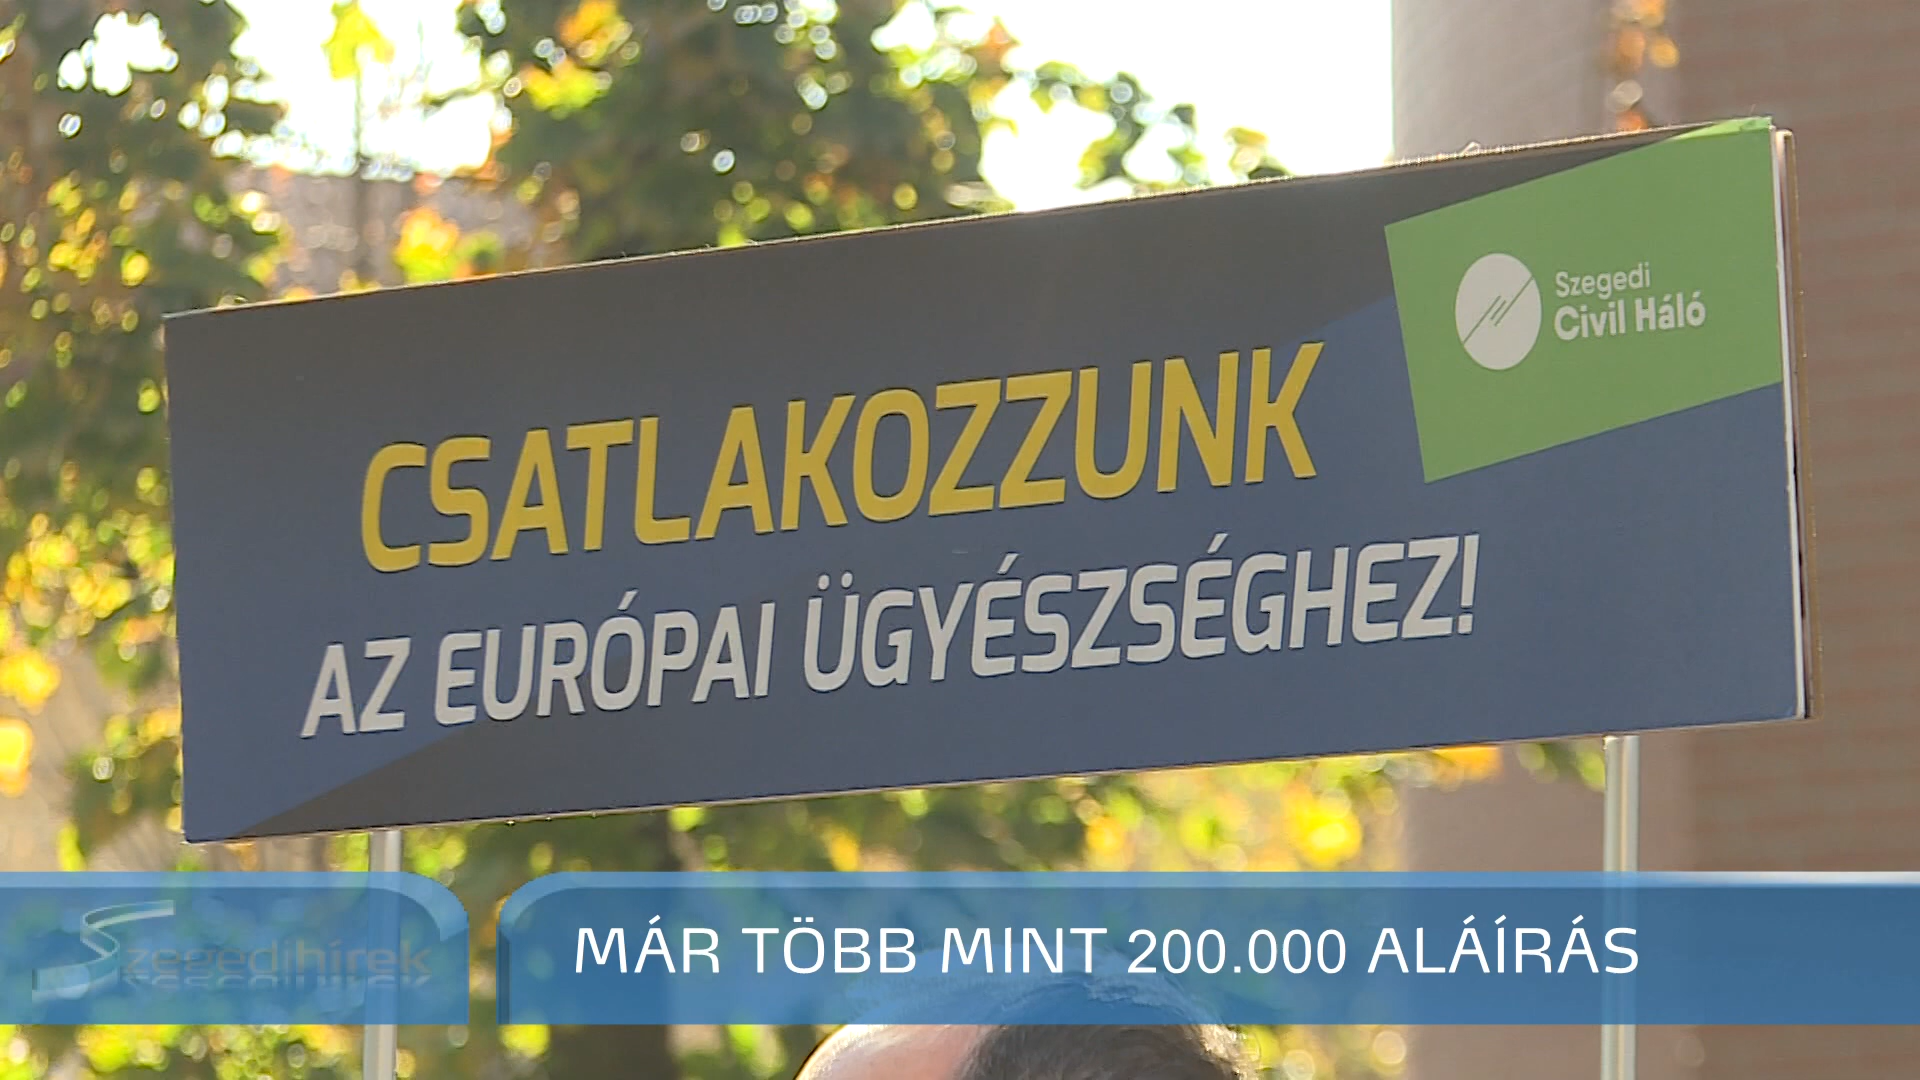 Szegedi
Civil Háló
CSATLAKOZZUNK
AZ EURÓPAI ÜGYÉSZSÉGHEZ!
Szegedihírek
MÁR TÖBB MINT 200.000 ALÁÍRÁS